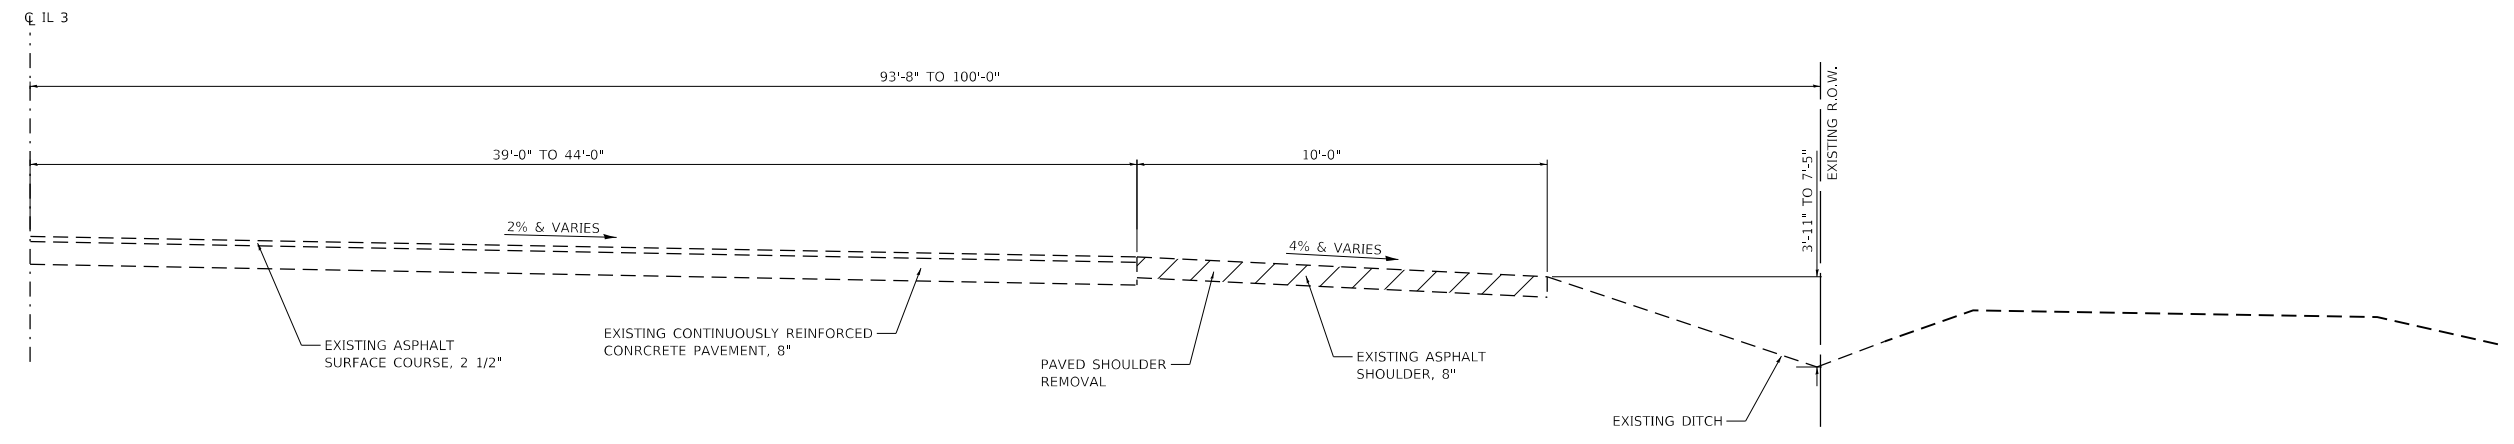 ℄ IL 3
93'-8" TO 100'-0"
EXISTING R.O.W.
39'-0" TO 44'-0"
10'-0"
3'-11" TO 7'-5"
2% & VARIES
4% & VARIES
EXISTING ASPHALT
SURFACE COURSE, 2 1/2"
EXISTING CONTINUOUSLY REINFORCED
CONRCRETE PAVEMENT, 8"
PAVED SHOULDER
REMOVAL
EXISTING ASPHALT
SHOULDER, 8"
EXISTING DITCH